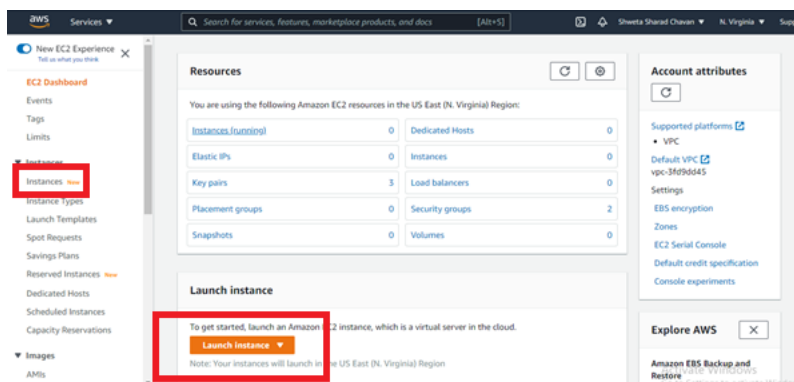 aws Services ▼ Search for services, features, marketplace products, and docs [Alt+S] Shweta Sharad Chavan ▼ N. Virginia ▼ Supp
New EC2 Experience
Tell us what you think
EC2 Dashboard
Events
Tags
Limits
▼ Instances
Instances New
Instance Types
Launch Templates
Spot Requests
Savings Plans
Reserved Instances New
Dedicated Hosts
Scheduled Instances
Capacity Reservations
▼ Images
AMIs
Resources
You are using the following Amazon EC2 resources in the US East (N. Virginia) Region:
Instances (running) 0 Dedicated Hosts 0
Elastic IPs 0 Instances 0
Key pairs 3 Load balancers 0
Placement groups 0 Security groups 2
Snapshots 0 Volumes 0
Launch instance
To get started, launch an Amazon EC2 instance, which is a virtual server in the cloud.
Launch instance ▼
Note: Your instances will launch in the US East (N. Virginia) Region
Account attributes
Supported platforms
• VPC
Default VPC
vpc-3fd9dd45
Settings
EBS encryption
Zones
EC2 Serial Console
Default credit specification
Console experiments
Explore AWS
Amazon EBS Backup and
Restore
Activate Windows